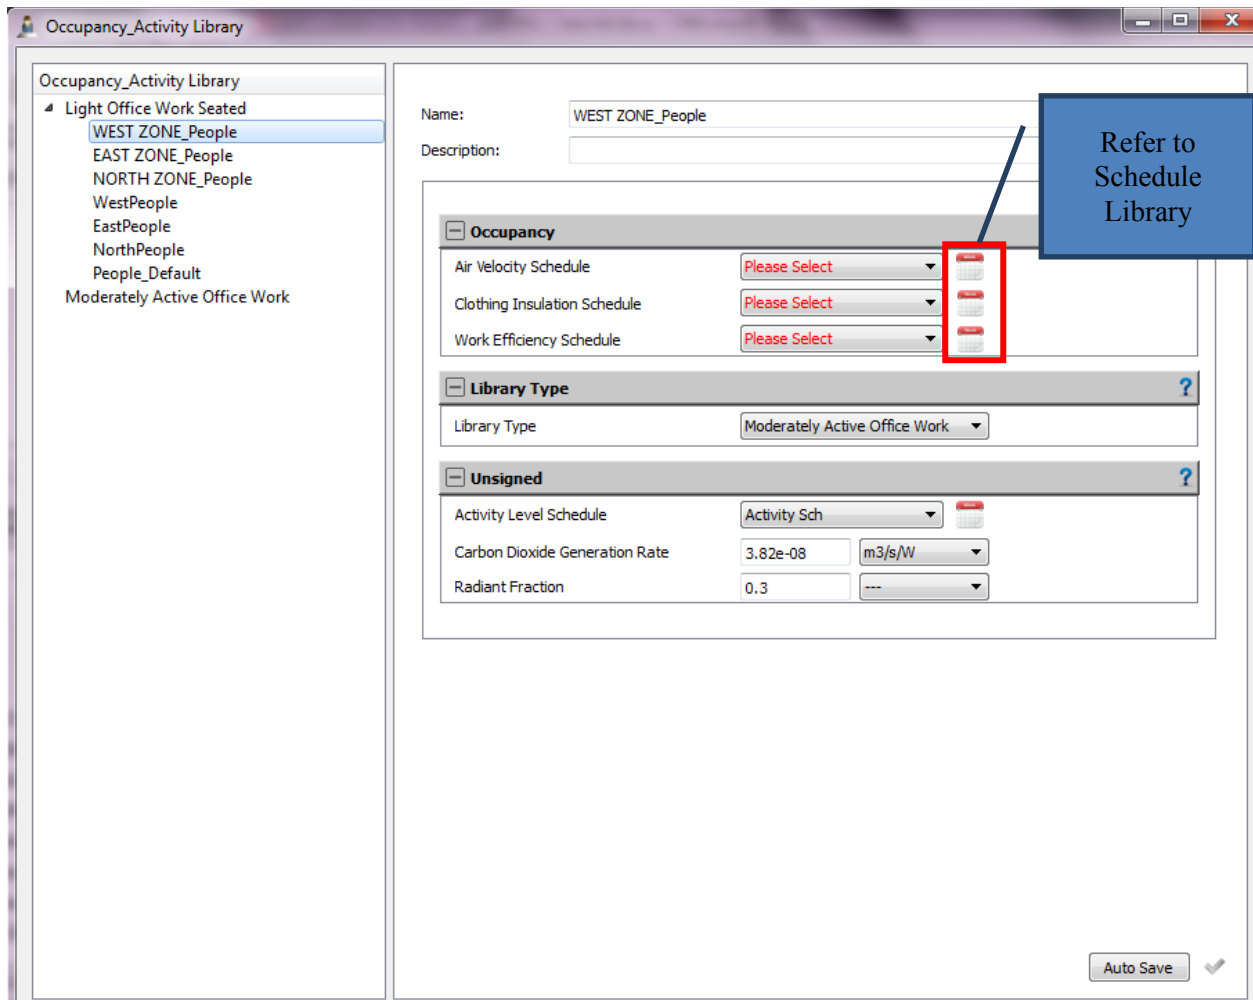 Occupancy_Activity Library
Occupancy_Activity Library
Light Office Work Seated
WEST ZONE_People
EAST ZONE_People
NORTH ZONE_People
WestPeople
EastPeople
NorthPeople
People_Default
Moderately Active Office Work
Name: WEST ZONE_People
Description:
Refer to
Schedule
Library
Occupancy
Air Velocity Schedule Please Select
Clothing Insulation Schedule Please Select
Work Efficiency Schedule Please Select
Library Type ?
Library Type Moderately Active Office Work
Unsigned ?
Activity Level Schedule Activity Sch
Carbon Dioxide Generation Rate 3.82e-08 m3/s/W
Radiant Fraction 0.3 ---
Auto Save